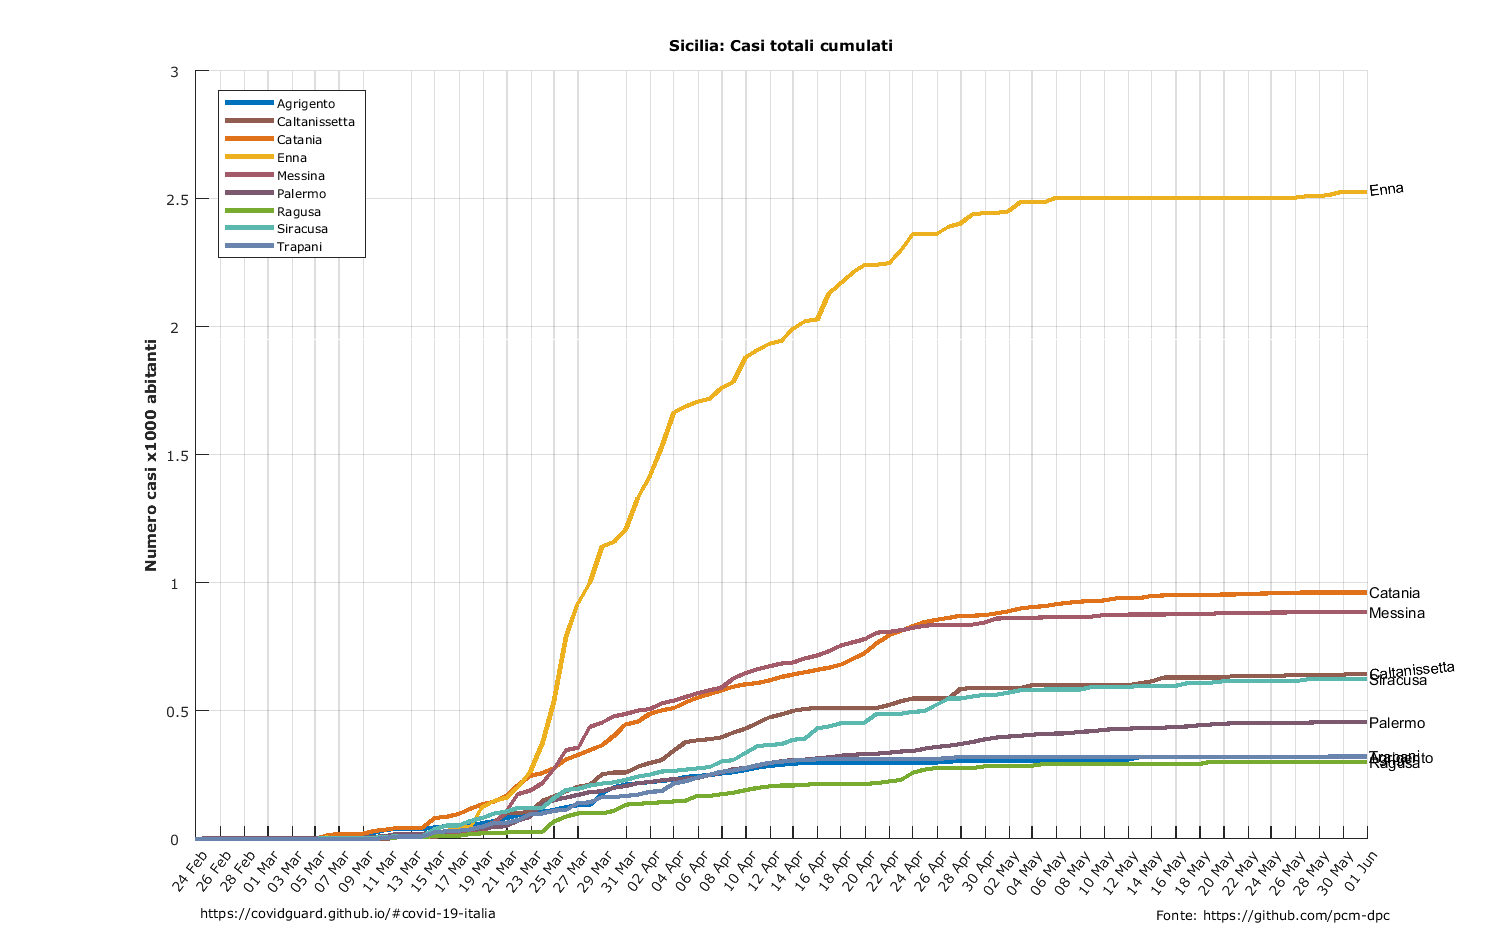 Sicilia: Casi totali cumulati
Numero casi x1000 abitanti
3
2.5
2
1.5
1
0.5
0
Agrigento
Caltanissetta
Catania
Enna
Messina
Palermo
Ragusa
Siracusa
Trapani
Enna
Catania
Messina
Caltanissetta
Siracusa
Palermo
Trapani
Agrigento
Ragusa
24 Feb
26 Feb
28 Feb
01 Mar
03 Mar
05 Mar
07 Mar
09 Mar
11 Mar
13 Mar
15 Mar
17 Mar
19 Mar
21 Mar
23 Mar
25 Mar
27 Mar
29 Mar
31 Mar
02 Apr
04 Apr
06 Apr
08 Apr
10 Apr
12 Apr
14 Apr
16 Apr
18 Apr
20 Apr
22 Apr
24 Apr
26 Apr
28 Apr
30 Apr
02 May
04 May
06 May
08 May
10 May
12 May
14 May
16 May
18 May
20 May
22 May
24 May
26 May
28 May
30 May
01 Jun
https://covidguard.github.io/#covid-19-italia
Fonte: https://github.com/pcm-dpc